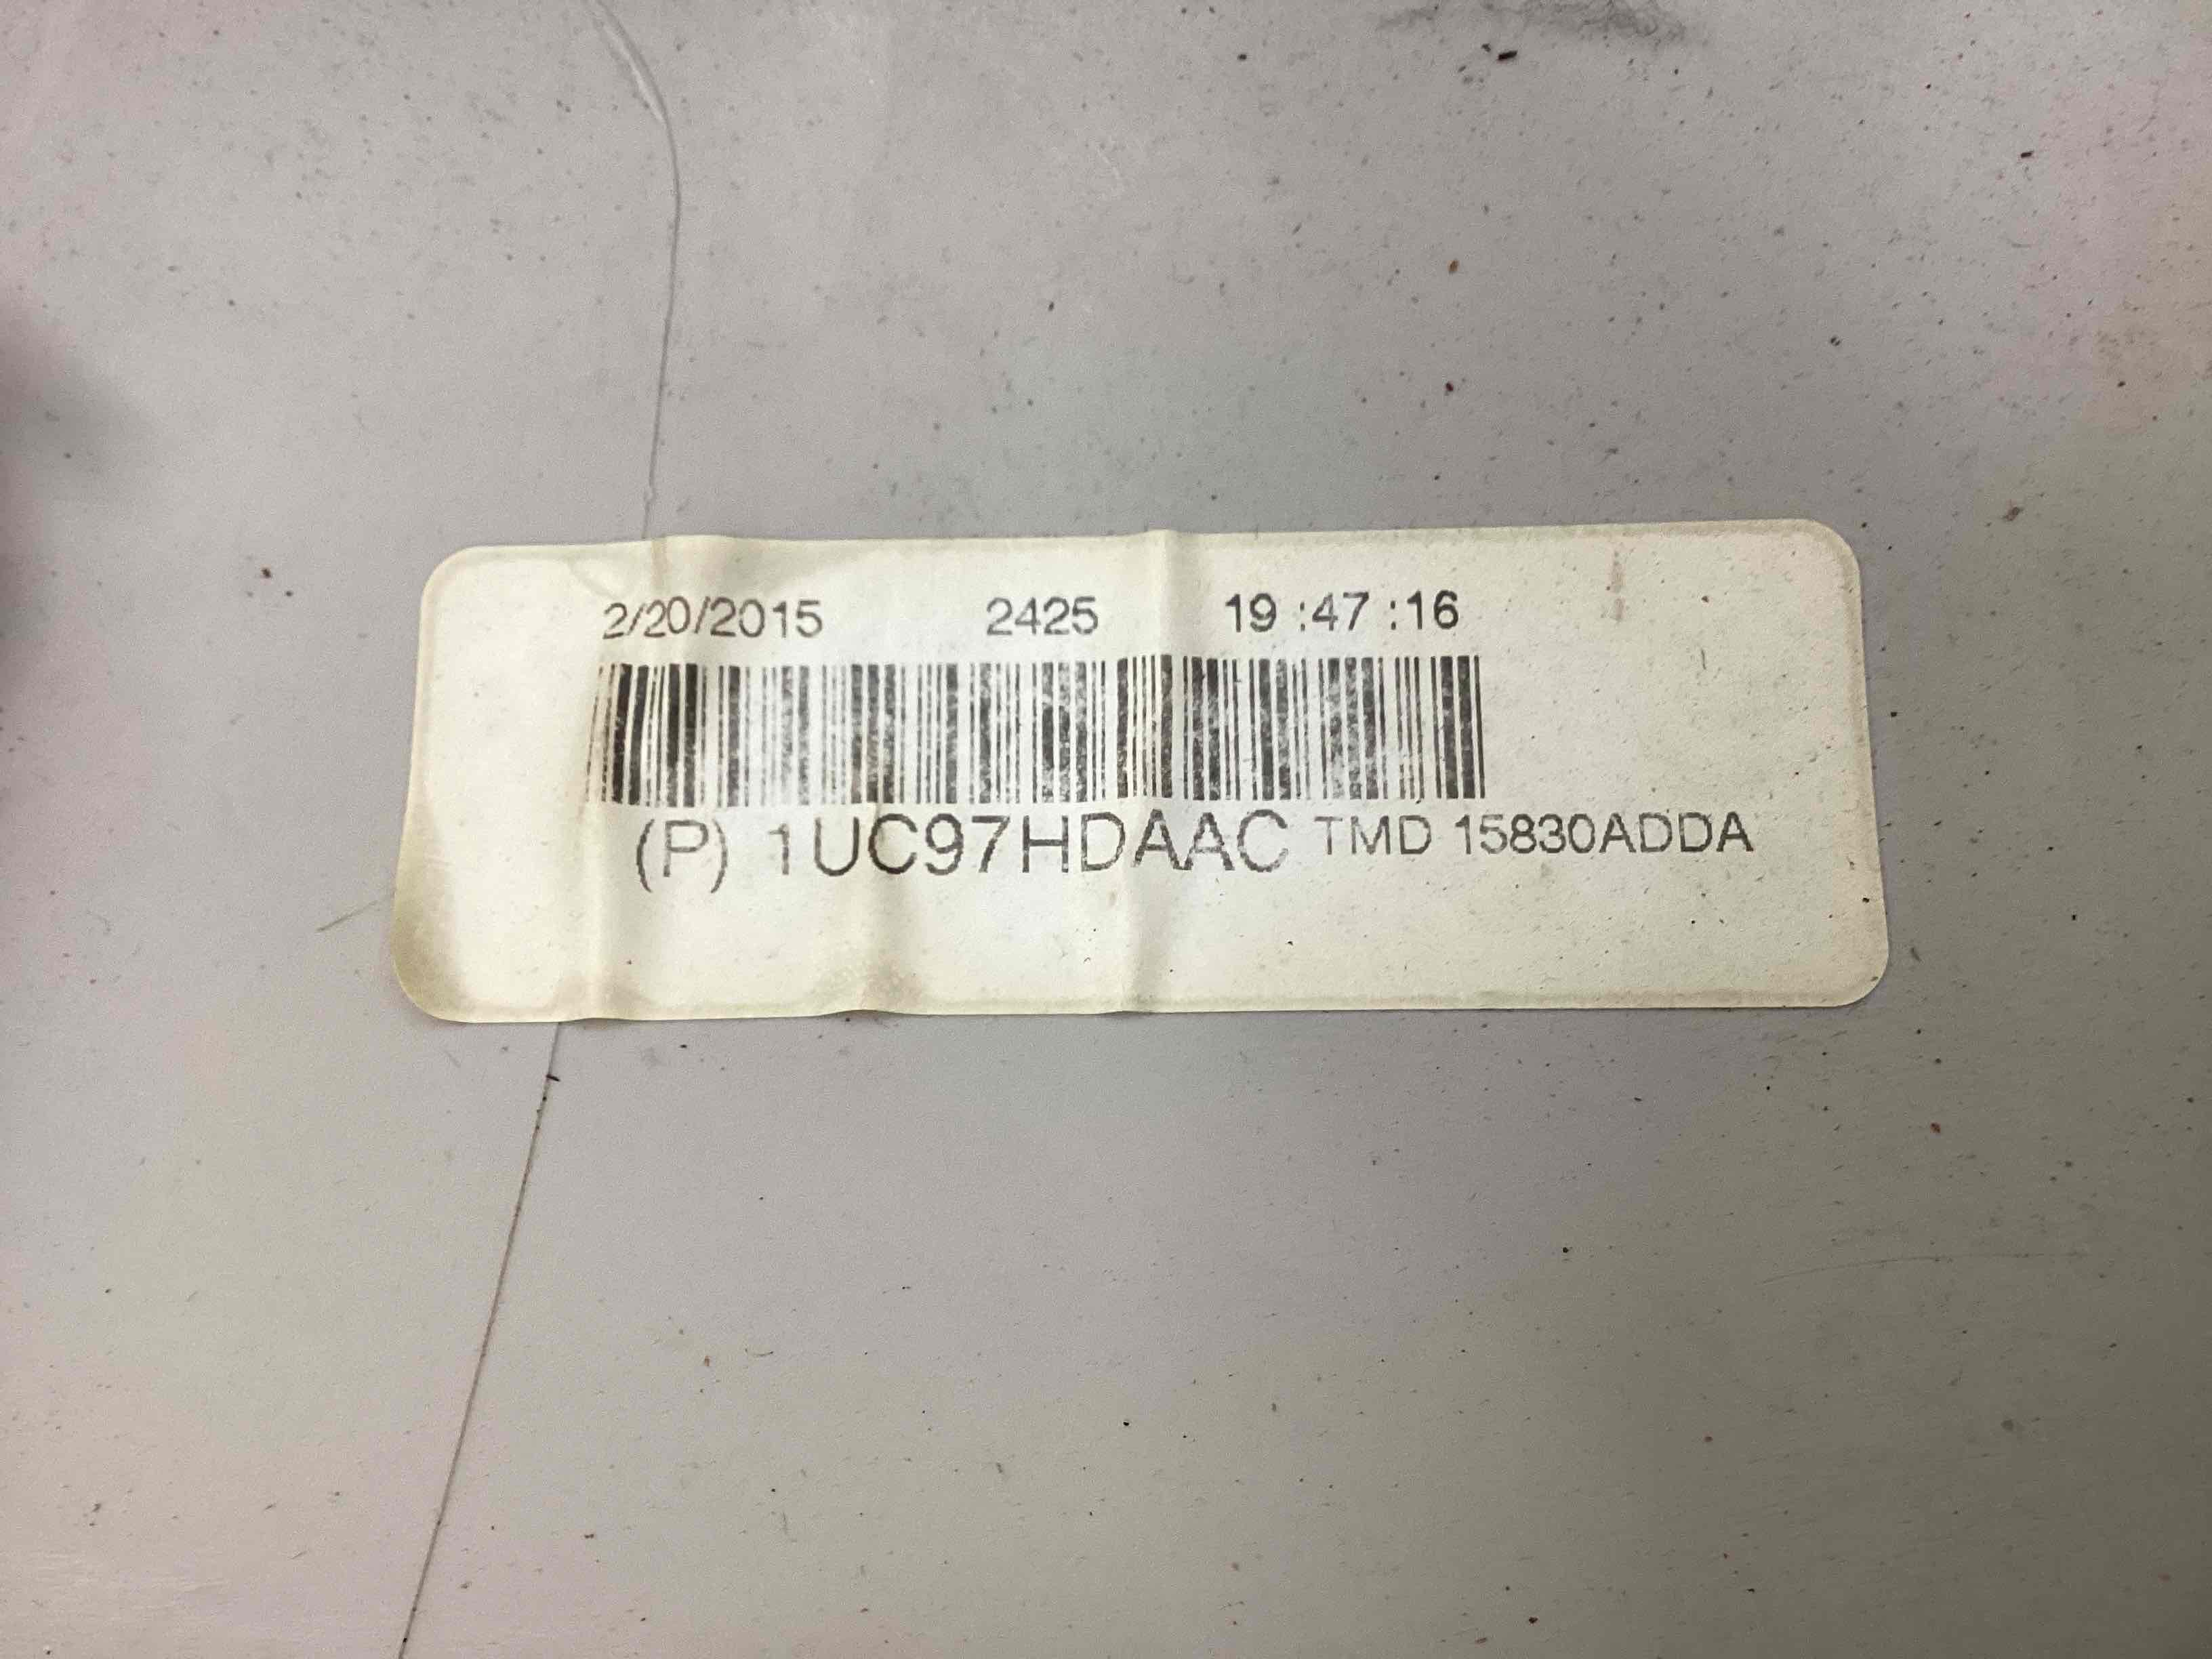 2/20/2015 2425 19 :47 :16
(P) 1UC97HDAAC TMD 15830ADDA